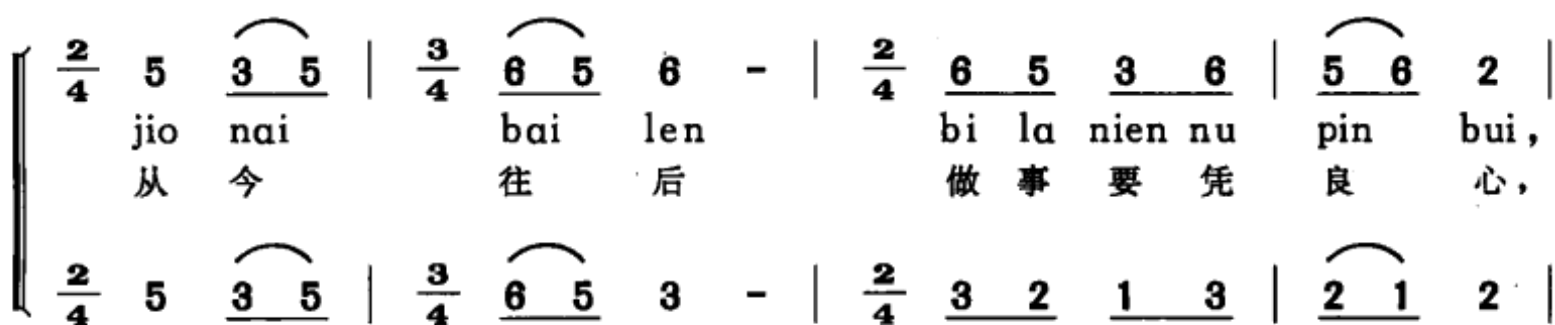 2/4 5 3 5 | 3/4 6 5 6 - | 2/4 6 5 3 6 | 5 6 2 |
jio nai bai len bi la nien nu pin bui,
从 今 往 后 做 事 要 凭 良 心,
2/4 5 3 5 | 3/4 6 5 3 - | 2/4 3 2 1 3 | 2 1 2 |